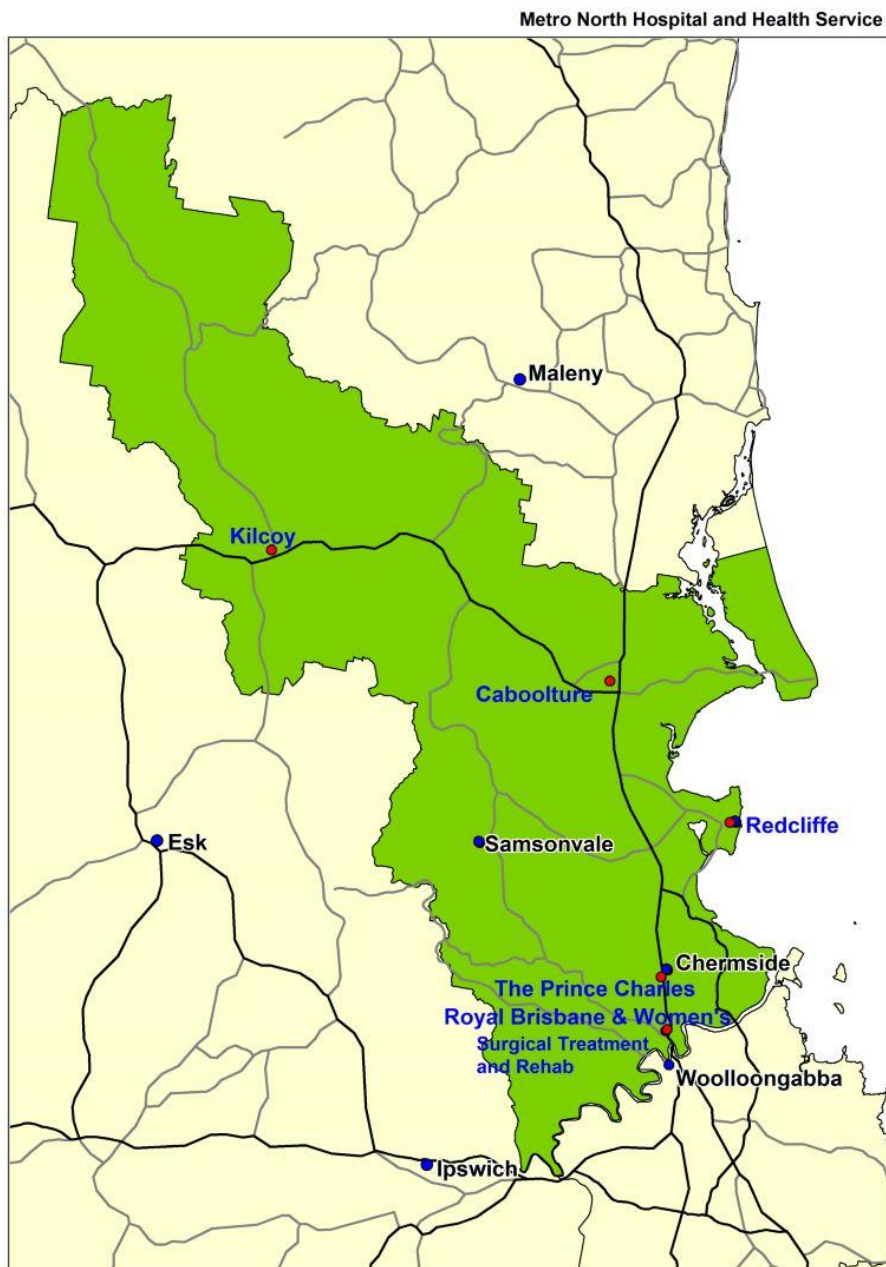 Metro North Hospital and Health Service
Maleny
Kilcoy
Caboolture
Redcliffe
Esk
Samsonvale
Chermside
The Prince Charles
Royal Brisbane & Women's
Surgical Treatment
and Rehab
Woolloongabba
Ipswich